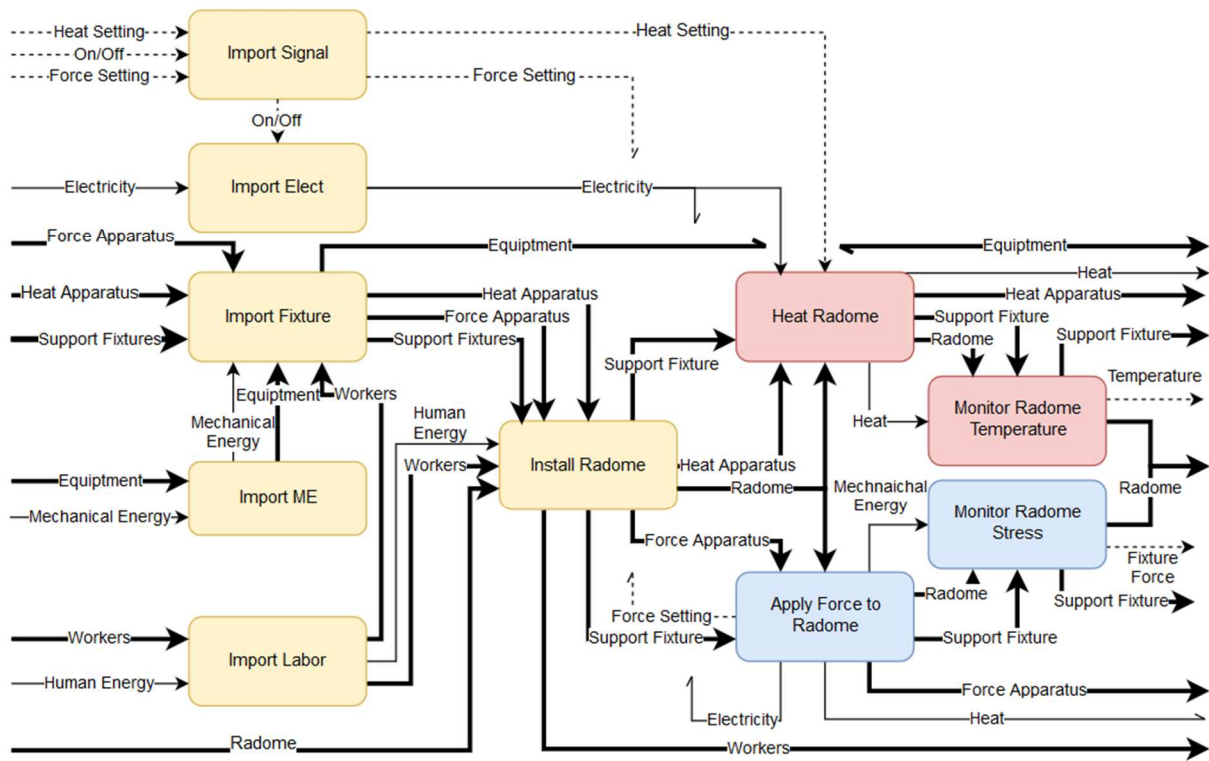 Heat Setting
Heat Setting
Import Signal
On/Off
Force Setting
Force Setting
On/Off
Electricity
Import Elect
Electricity
Force Apparatus
Equiptment
Equiptment
Heat
Heat Apparatus
Import Fixture
Heat Apparatus
Heat Radome
Heat Apparatus
Force Apparatus
Support Fixture
Support Fixtures
Support Fixtures
Radome
Support
Fixture
Support Fixture
Temperature
Equiptment
Workers
Mechanical
Energy
Human
Energy
Heat
Monitor Radome
Temperature
Workers
Install Radome
Heat Apparatus
Radome
Equiptment
Import ME
Mechnaichal
Energy
Radome
Mechanical Energy
Monitor Radome
Stress
Force Apparatus
Fixture
Force
Radome
Support Fixture
Force Setting
Apply Force to
Radome
Workers
Support Fixture
Support Fixture
Import Labor
Human Energy
Force Apparatus
Electricity
Heat
Radome
Workers